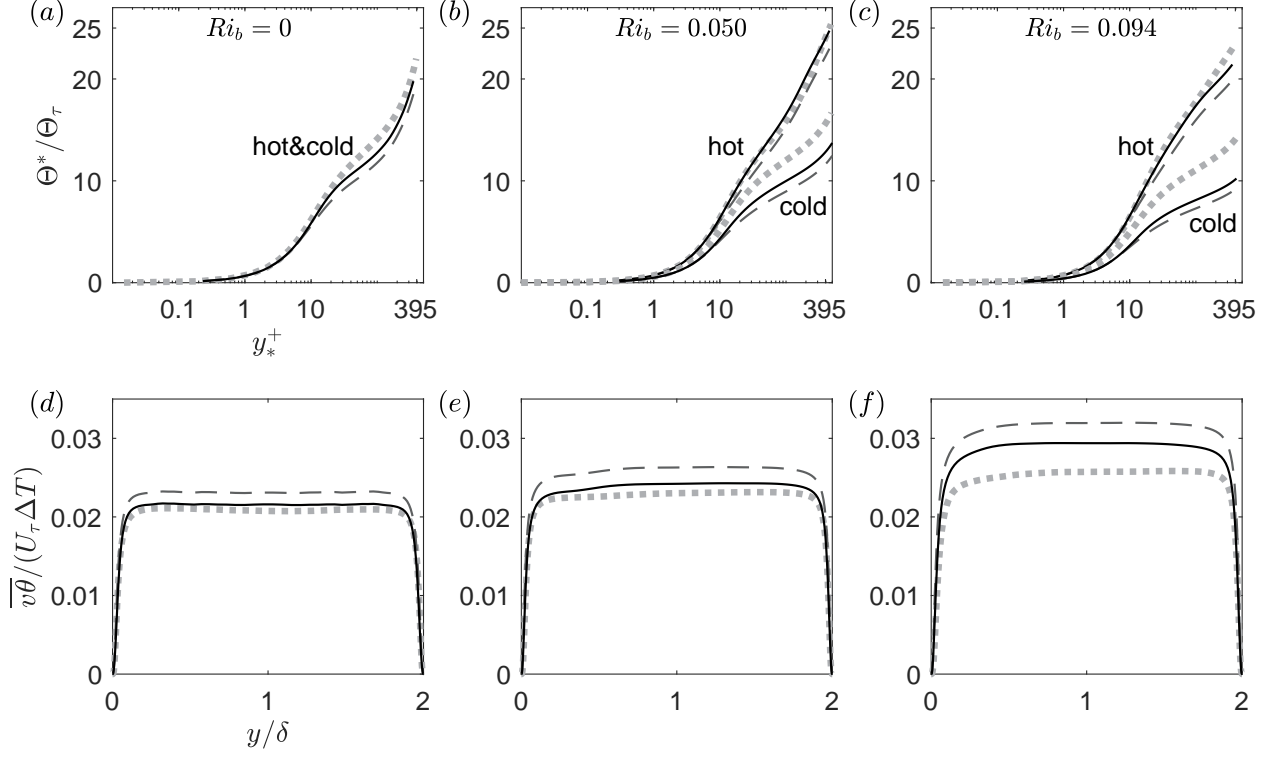 (a) Ri_b = 0
25
20
10
0
Θ*/Θ_τ
hot&cold
0.1 1 10 395
y_*^+
(b) Ri_b = 0.050
25
20
10
0
hot
cold
0.1 1 10 395
(c) Ri_b = 0.094
25
20
10
0
hot
cold
0.1 1 10 395
(d)
0.03
0.02
0.01
0
\overline{vθ}/(U_τ ΔT)
0 1 2
y/δ
(e)
0.03
0.02
0.01
0
0 1 2
(f)
0.03
0.02
0.01
0
0 1 2